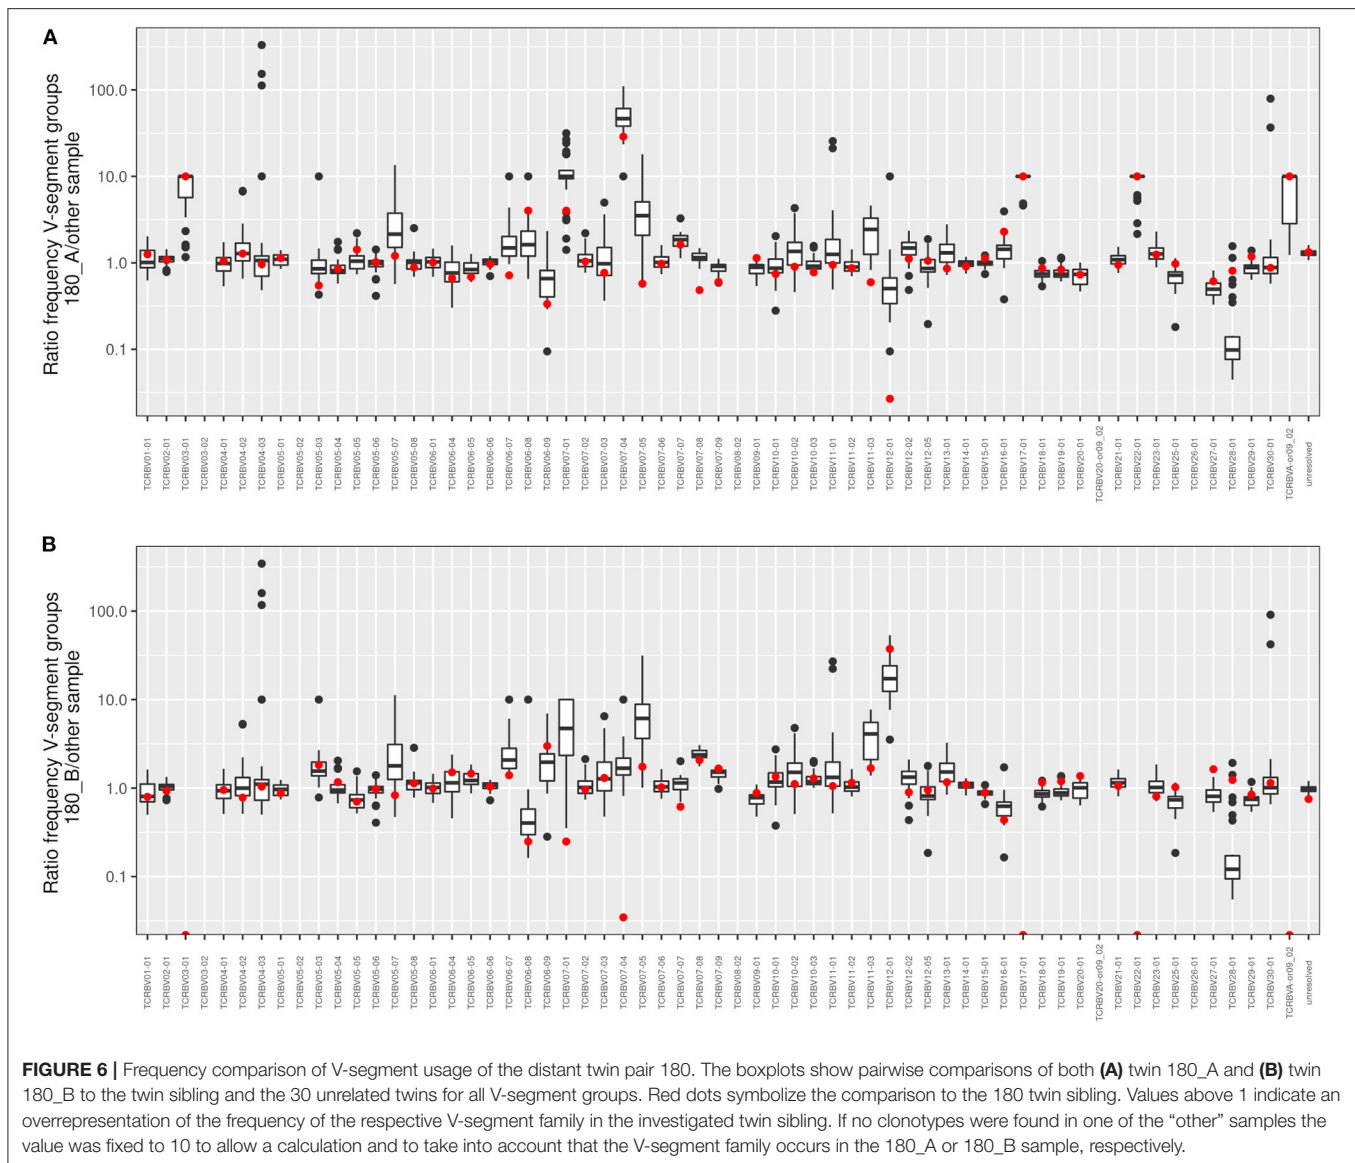 A
Ratio frequency V-segment groups
180_A/other sample
100.0
10.0
1.0
0.1
TCRBV01-01
TCRBV02-01
TCRBV03-01
TCRBV03-02
TCRBV04-01
TCRBV04-02
TCRBV04-03
TCRBV05-01
TCRBV05-02
TCRBV05-03
TCRBV05-04
TCRBV05-05
TCRBV05-06
TCRBV05-07
TCRBV05-08
TCRBV06-01
TCRBV06-04
TCRBV06-05
TCRBV06-06
TCRBV06-07
TCRBV06-08
TCRBV06-09
TCRBV07-01
TCRBV07-02
TCRBV07-03
TCRBV07-04
TCRBV07-05
TCRBV07-06
TCRBV07-07
TCRBV07-08
TCRBV07-09
TCRBV08-02
TCRBV09-01
TCRBV10-01
TCRBV10-02
TCRBV10-03
TCRBV11-01
TCRBV11-02
TCRBV11-03
TCRBV12-01
TCRBV12-02
TCRBV12-05
TCRBV13-01
TCRBV14-01
TCRBV15-01
TCRBV16-01
TCRBV17-01
TCRBV18-01
TCRBV19-01
TCRBV20-01
TCRBV20-or09_02
TCRBV21-01
TCRBV22-01
TCRBV23-01
TCRBV25-01
TCRBV26-01
TCRBV27-01
TCRBV28-01
TCRBV29-01
TCRBV30-01
TCRBVA-or09_02
unresolved
B
Ratio frequency V-segment groups
180_B/other sample
100.0
10.0
1.0
0.1
TCRBV01-01
TCRBV02-01
TCRBV03-01
TCRBV03-02
TCRBV04-01
TCRBV04-02
TCRBV04-03
TCRBV05-01
TCRBV05-02
TCRBV05-03
TCRBV05-04
TCRBV05-05
TCRBV05-06
TCRBV05-07
TCRBV05-08
TCRBV06-01
TCRBV06-04
TCRBV06-05
TCRBV06-06
TCRBV06-07
TCRBV06-08
TCRBV06-09
TCRBV07-01
TCRBV07-02
TCRBV07-03
TCRBV07-04
TCRBV07-05
TCRBV07-06
TCRBV07-07
TCRBV07-08
TCRBV07-09
TCRBV08-02
TCRBV09-01
TCRBV10-01
TCRBV10-02
TCRBV10-03
TCRBV11-01
TCRBV11-02
TCRBV11-03
TCRBV12-01
TCRBV12-02
TCRBV12-05
TCRBV13-01
TCRBV14-01
TCRBV15-01
TCRBV16-01
TCRBV17-01
TCRBV18-01
TCRBV19-01
TCRBV20-01
TCRBV20-or09_02
TCRBV21-01
TCRBV22-01
TCRBV23-01
TCRBV25-01
TCRBV26-01
TCRBV27-01
TCRBV28-01
TCRBV29-01
TCRBV30-01
TCRBVA-or09_02
unresolved
FIGURE 6 | Frequency comparison of V-segment usage of the distant twin pair 180. The boxplots show pairwise comparisons of both (A) twin 180_A and (B) twin
180_B to the twin sibling and the 30 unrelated twins for all V-segment groups. Red dots symbolize the comparison to the 180 twin sibling. Values above 1 indicate an
overrepresentation of the frequency of the respective V-segment family in the investigated twin sibling. If no clonotypes were found in one of the “other” samples the
value was fixed to 10 to allow a calculation and to take into account that the V-segment family occurs in the 180_A or 180_B sample, respectively.